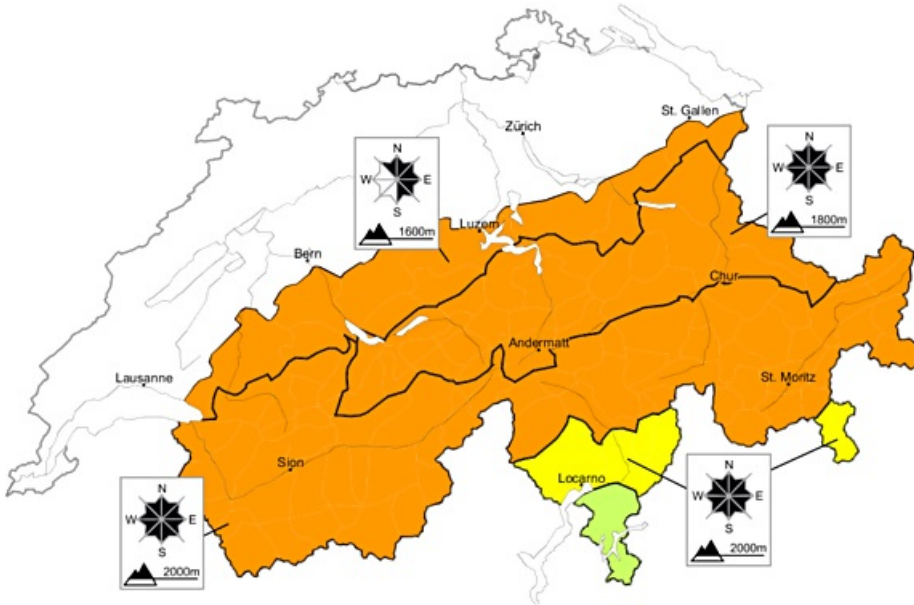 St. Gallen
Zürich
N
W E
S
1600m
N
W E
S
1800m
Luzern
Bern
Chur
Andermatt
Lausanne
St. Moritz
Sion
Locarno
N
W E
S
2000m
N
W E
S
2000m